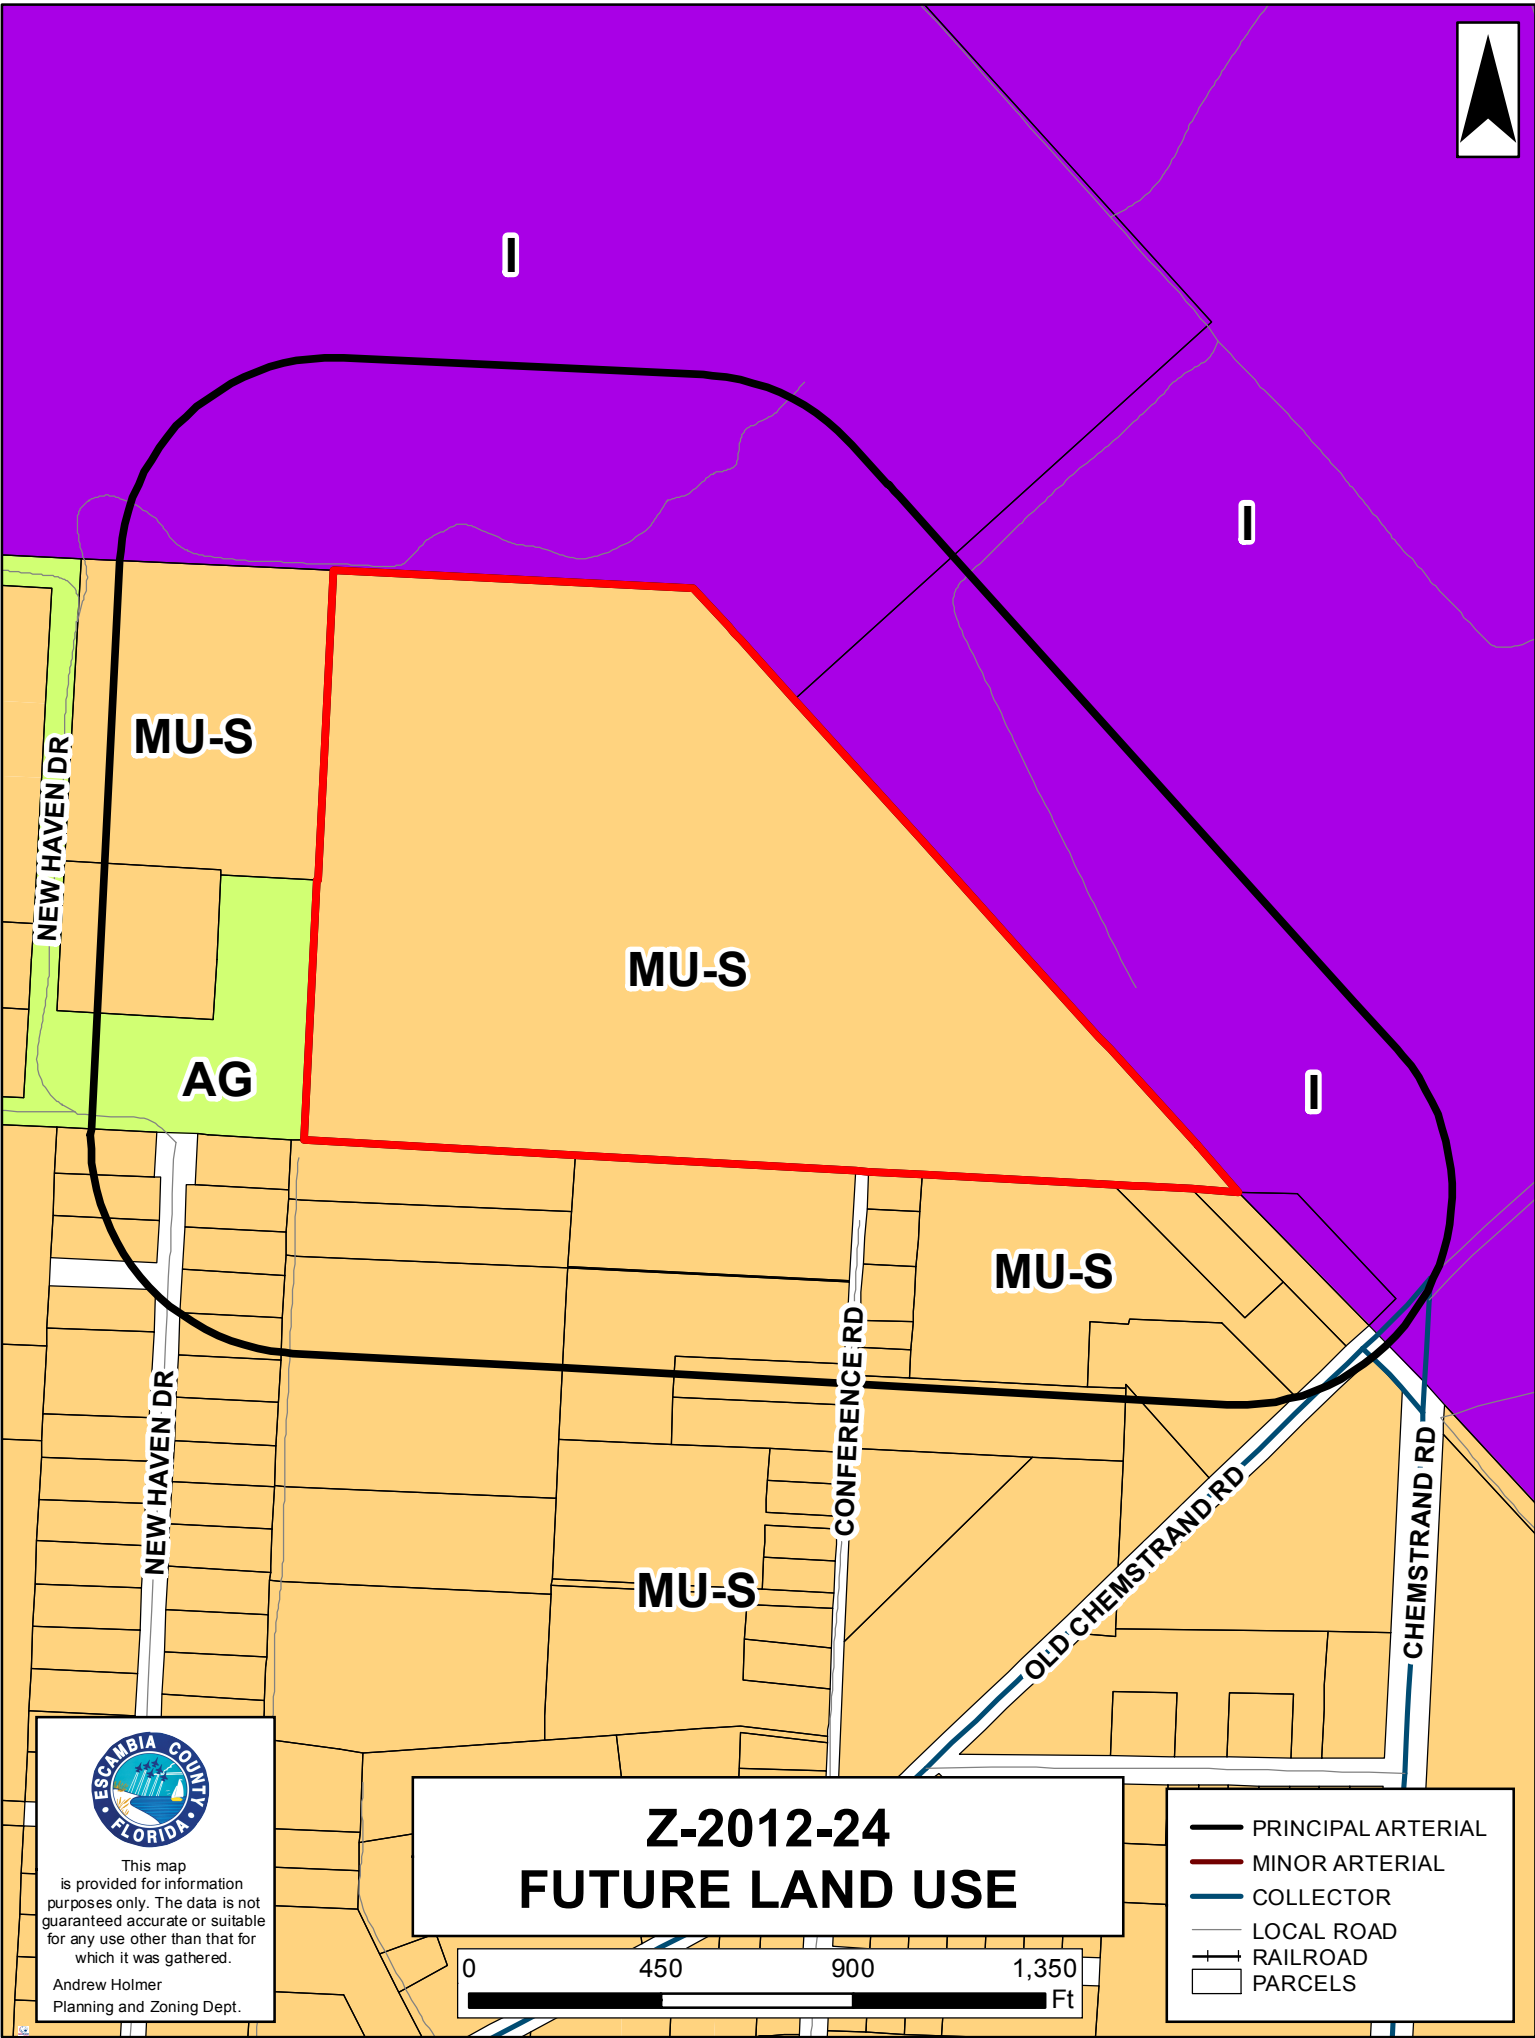 I
I
MU-S
NEW HAVEN DR
MU-S
AG
I
MU-S
CONFERENCE RD
NEW HAVEN DR
CHEMSTRAND RD
OLD CHEMSTRAND RD
MU-S
ESCAMBIA COUNTY
FLORIDA
This map
is provided for information
purposes only. The data is not
guaranteed accurate or suitable
for any use other than that for
which it was gathered.
Andrew Holmer
Planning and Zoning Dept.
Z-2012-24
FUTURE LAND USE
0 450 900 1,350
Ft
PRINCIPAL ARTERIAL
MINOR ARTERIAL
COLLECTOR
LOCAL ROAD
RAILROAD
PARCELS